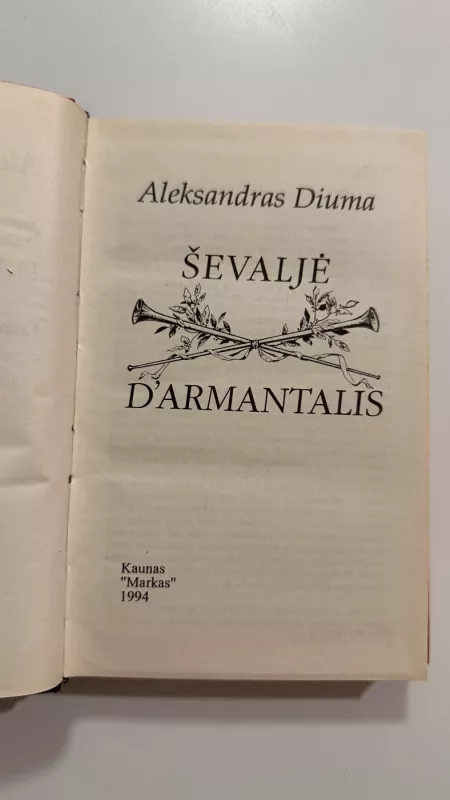 Aleksandras Diuma
ŠEVALJĖ
D'ARMANTALIS
Kaunas
"Markas"
1994